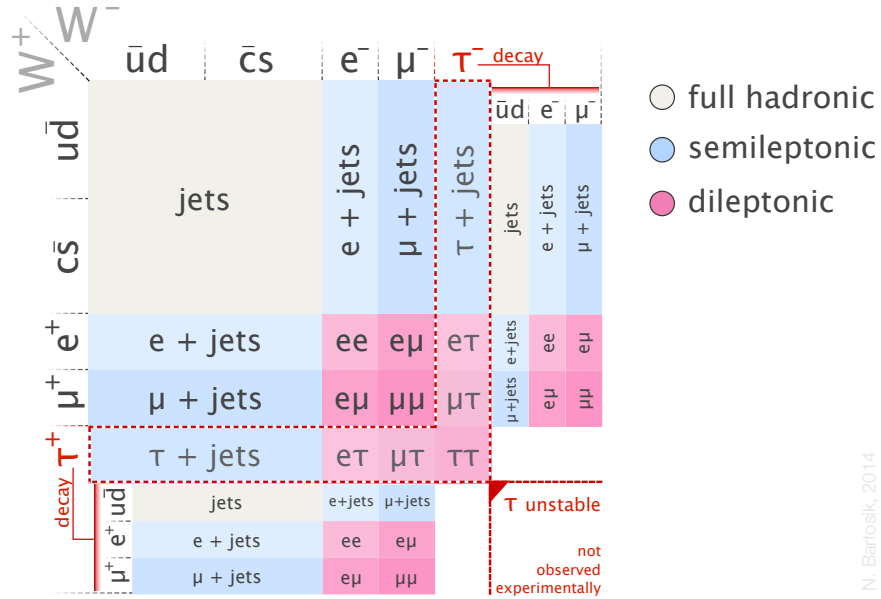 W⁺ W⁻
ūd c̄s e⁻ μ⁻ τ⁻ decay
ūd e⁻ μ⁻
ud̄
cs̄
jets
e + jets
μ + jets
τ + jets
jets
e + jets
μ + jets
e⁺ e + jets ee eμ eτ e+jets ee eμ
μ⁺ μ + jets eμ μμ μτ μ+jets eμ μμ
τ⁺ τ + jets eτ μτ ττ
decay
ud̄ jets e+jets μ+jets
e⁺ e + jets ee eμ
μ⁺ μ + jets eμ μμ
τ unstable
not
observed
experimentally
full hadronic
semileptonic
dileptonic
N. Bartosik, 2014